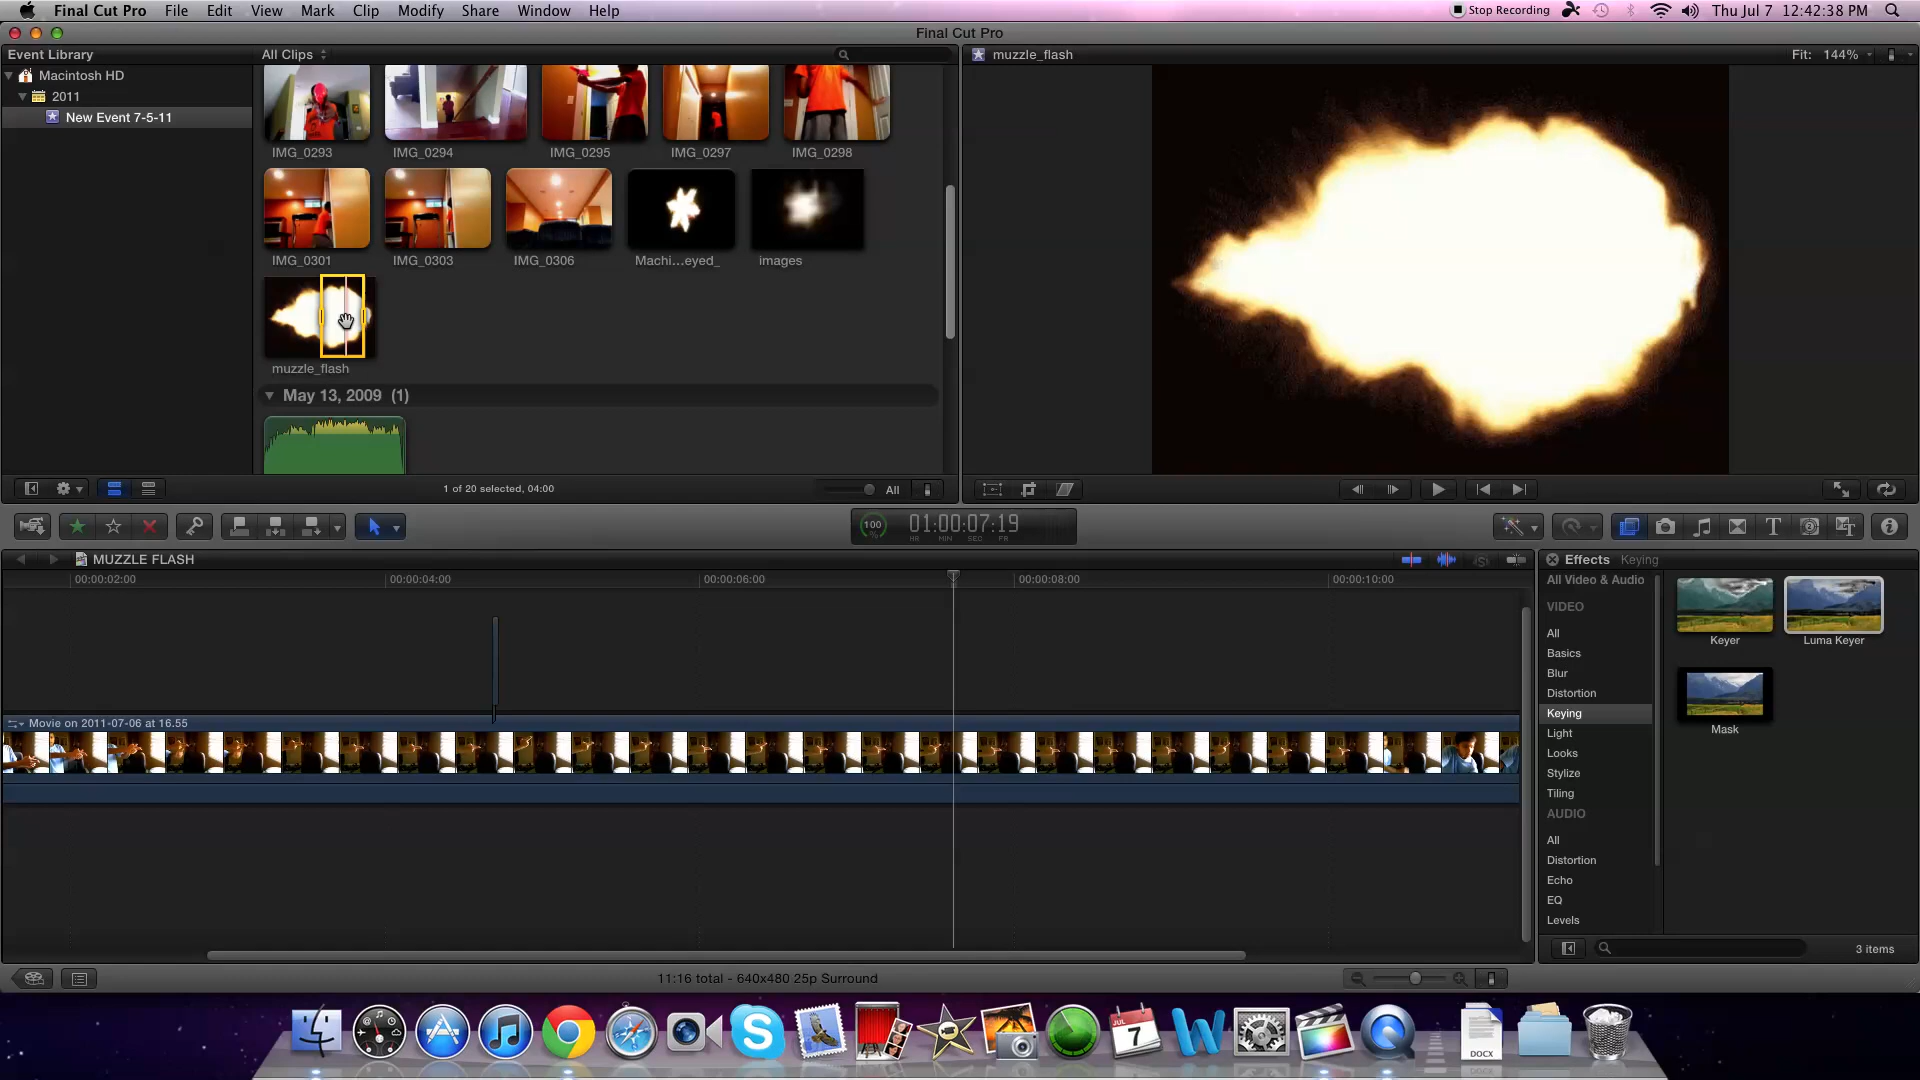 Final Cut Pro File Edit View Mark Clip Modify Share Window Help Stop Recording Thu Jul 7 12:42:38 PM
Final Cut Pro
Event Library All Clips muzzle_flash Fit: 144%
Macintosh HD
2011
New Event 7-5-11
IMG_0293 IMG_0294 IMG_0295 IMG_0297 IMG_0298
IMG_0301 IMG_0303 IMG_0306 Machi...eyed_ images
muzzle_flash
May 13, 2009 (1)
1 of 20 selected, 04:00 All
100 % 01:00:07:19
HR MIN SEC FR
MUZZLE FLASH
00:00:02:00 00:00:04:00 00:00:06:00 00:00:08:00 00:00:10:00
Movie on 2011-07-06 at 16.55
Effects Keying
All Video & Audio
VIDEO
All
Basics
Blur
Distortion
Keying
Light
Looks
Stylize
Tiling
AUDIO
All
Distortion
Echo
EQ
Levels
Keyer Luma Keyer
Mask
3 items
11:16 total - 640x480 25p Surround
JUL
7
DOCX